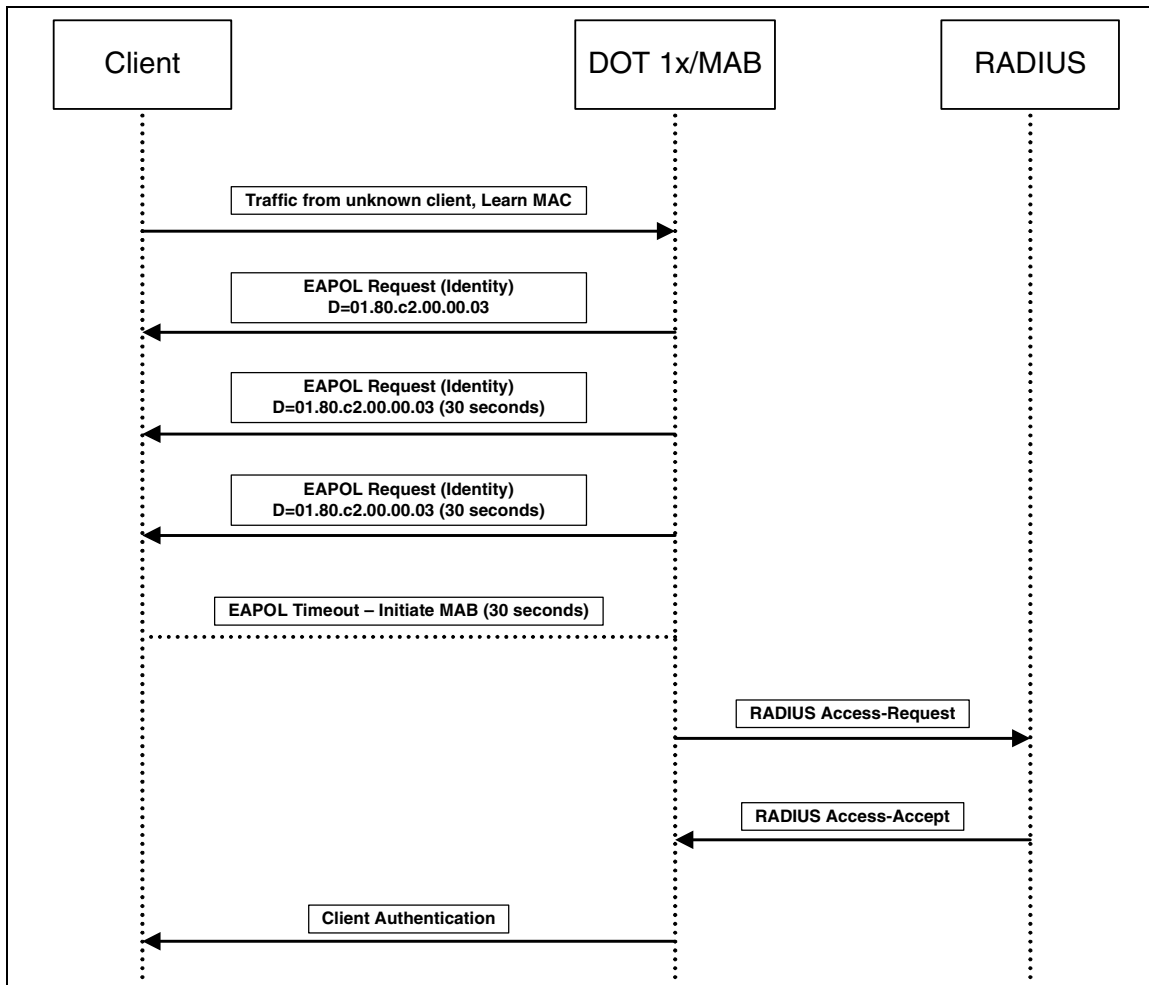 Client
DOT 1x/MAB
RADIUS
Traffic from unknown client, Learn MAC
EAPOL Request (Identity)
D=01.80.c2.00.00.03
EAPOL Request (Identity)
D=01.80.c2.00.00.03 (30 seconds)
EAPOL Request (Identity)
D=01.80.c2.00.00.03 (30 seconds)
EAPOL Timeout – Initiate MAB (30 seconds)
RADIUS Access-Request
RADIUS Access-Accept
Client Authentication